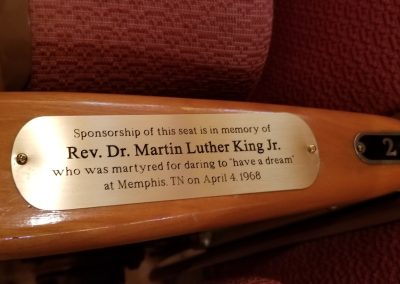 Sponsorship of this seat is in memory of
Rev. Dr. Martin Luther King Jr.
who was martyred for daring to "have a dream"
at Memphis, TN on April 4, 1968
2